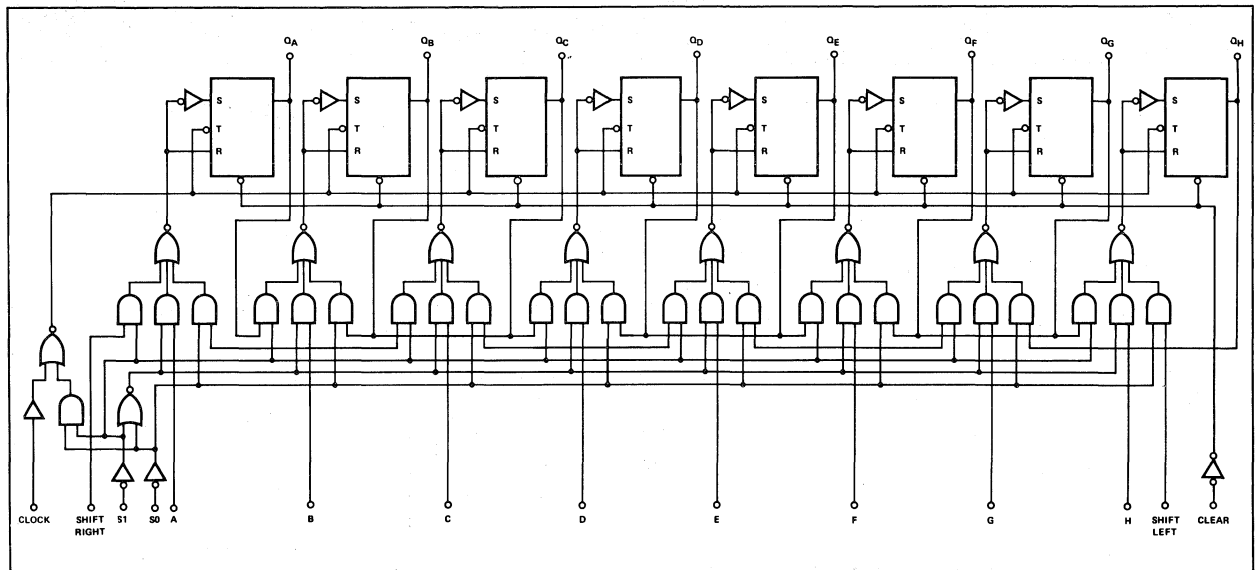 QA QB QC QD QE QF QG QH
S S S S S S S S
T T T T T T T T
R R R R R R R R
CLOCK SHIFT RIGHT S1 S0 A B C D E F G H SHIFT LEFT CLEAR